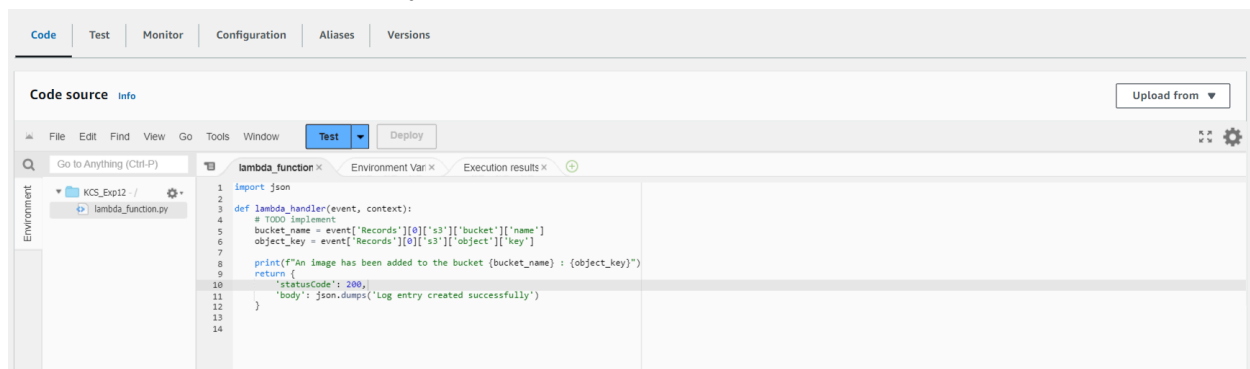 Code Test Monitor Configuration Aliases Versions
Code source Info
Upload from ▼
File Edit Find View Go Tools Window Test Deploy
Go to Anything (Ctrl-P)
lambda_function × Environment Vari × Execution results ×
Environment
KCS_Exp12 - /
lambda_function.py
1 import json
2
3 def lambda_handler(event, context):
4     # TODO implement
5     bucket_name = event['Records'][0]['s3']['bucket']['name']
6     object_key = event['Records'][0]['s3']['object']['key']
7
8     print(f"An image has been added to the bucket {bucket_name} : {object_key}")
9     return {
10         'statusCode': 200,
11         'body': json.dumps('Log entry created successfully')
12     }
13
14